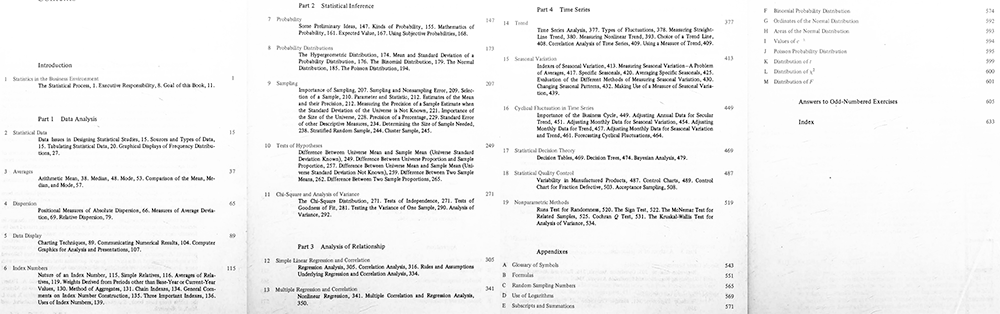 Introduction
1 Statistics in the Business Environment 1
The Statistical Process, 1. Executive Responsibility, 8. Goal of this Book, 11.
Part 1 Data Analysis
2 Statistical Data 15
Data Issues in Designing Statistical Studies, 15. Sources and Types of Data,
15. Tabulating Statistical Data, 20. Graphical Displays of Frequency Distribu-
tions, 27.
3 Averages 37
Arithmetic Mean, 38. Median, 48. Mode, 53. Comparison of the Mean, Me-
dian, and Mode, 57.
4 Dispersion 65
Positional Measures of Absolute Dispersion, 66. Measures of Average Devia-
tion, 69. Relative Dispersion, 79.
5 Data Display 89
Charting Techniques, 89. Communicating Numerical Results, 104. Computer
Graphics for Analysis and Presentations, 107.
6 Index Numbers 115
Nature of an Index Number, 115. Simple Relatives, 116. Averages of Rela-
tives, 119. Weights Derived from Periods other than Base-Year or Current-Year
Values, 130. Method of Aggregates, 131. Chain Indexes, 134. General Com-
ments on Index Number Construction, 135. Three Important Indexes, 136.
Uses of Index Numbers, 139.
Part 2 Statistical Inference
7 Probability 147
Some Preliminary Ideas, 147. Kinds of Probability, 155. Mathematics of
Probability, 161. Expected Value, 167. Using Subjective Probabilities, 168.
8 Probability Distributions 173
The Hypergeometric Distribution, 174. Mean and Standard Deviation of a
Probability Distribution, 176. The Binomial Distribution, 179. The Normal
Distribution, 185. The Poisson Distribution, 194.
9 Sampling 207
Importance of Sampling, 207. Sampling and Nonsampling Error, 209. Selec-
tion of a Sample, 210. Parameter and Statistic, 212. Estimates of the Mean
and their Precision, 212. Measuring the Precision of a Sample Estimate when
the Standard Deviation of the Universe is Not Known, 221. Importance of
the Size of the Universe, 228. Precision of a Percentage, 229. Standard Error
of other Descriptive Measures, 234. Determining the Size of Sample Needed,
238. Stratified Random Sample, 244. Cluster Sample, 245.
10 Tests of Hypotheses 249
Difference Between Universe Mean and Sample Mean (Universe Standard
Deviation Known), 249. Difference Between Universe Proportion and Sample
Proportion, 257. Difference Between Universe Mean and Sample Mean (Uni-
verse Standard Deviation Not Known), 259. Difference Between Two Sample
Means, 262. Difference Between Two Sample Proportions, 265.
11 Chi-Square and Analysis of Variance 271
The Chi-Square Distribution, 271. Tests of Independence, 271. Tests of
Goodness of Fit, 281. Testing the Variance of One Sample, 290. Analysis of
Variance, 292.
Part 3 Analysis of Relationship
12 Simple Linear Regression and Correlation 305
Regression Analysis, 305. Correlation Analysis, 316. Rules and Assumptions
Underlying Regression and Correlation Analysis, 334.
13 Multiple Regression and Correlation 341
Nonlinear Regression, 341. Multiple Correlation and Regression Analysis,
350.
Part 4 Time Series
14 Trend 377
Time Series Analysis, 377. Types of Fluctuations, 378. Measuring Straight-
Line Trend, 380. Measuring Nonlinear Trend, 393. Choice of a Trend Line,
408. Correlation Analysis of Time Series, 409. Using a Measure of Trend, 409.
15 Seasonal Variation 413
Indexes of Seasonal Variation, 413. Measuring Seasonal Variation – A Problem
of Averages, 417. Specific Seasonals, 420. Averaging Specific Seasonals, 425.
Evaluation of the Different Methods of Measuring Seasonal Variation, 430.
Changing Seasonal Patterns, 432. Making Use of a Measure of Seasonal Varia-
tion, 439.
16 Cyclical Fluctuation in Time Series 449
Importance of the Business Cycle, 449. Adjusting Annual Data for Secular
Trend, 451. Adjusting Monthly Data for Seasonal Variation, 454. Adjusting
Monthly Data for Trend, 457. Adjusting Monthly Data for Seasonal Variation
and Trend, 461. Forecasting Cyclical Fluctuations, 464.
17 Statistical Decision Theory 469
Decision Tables, 469. Decision Trees, 474. Bayesian Analysis, 479.
18 Statistical Quality Control 487
Variability in Manufactured Products, 487. Control Charts, 489. Control
Chart for Fraction Defective, 503. Acceptance Sampling, 508.
19 Nonparametric Methods 519
Runs Test for Randomness, 520. The Sign Test, 522. The McNemar Test for
Related Samples, 525. Cochran Q Test, 531. The Kruskal-Wallis Test for
Analysis of Variance, 534.
Appendixes
A Glossary of Symbols 543
B Formulas 551
C Random Sampling Numbers 565
D Use of Logarithms 569
E Subscripts and Summations 571
F Binomial Probability Distribution 574
G Ordinates of the Normal Distribution 592
H Areas of the Normal Distribution 593
I Values of e 594
J Poisson Probability Distribution 595
K Distribution of t 599
L Distribution of χ² 600
M Distribution of F 601
Answers to Odd-Numbered Exercises 605
Index 633